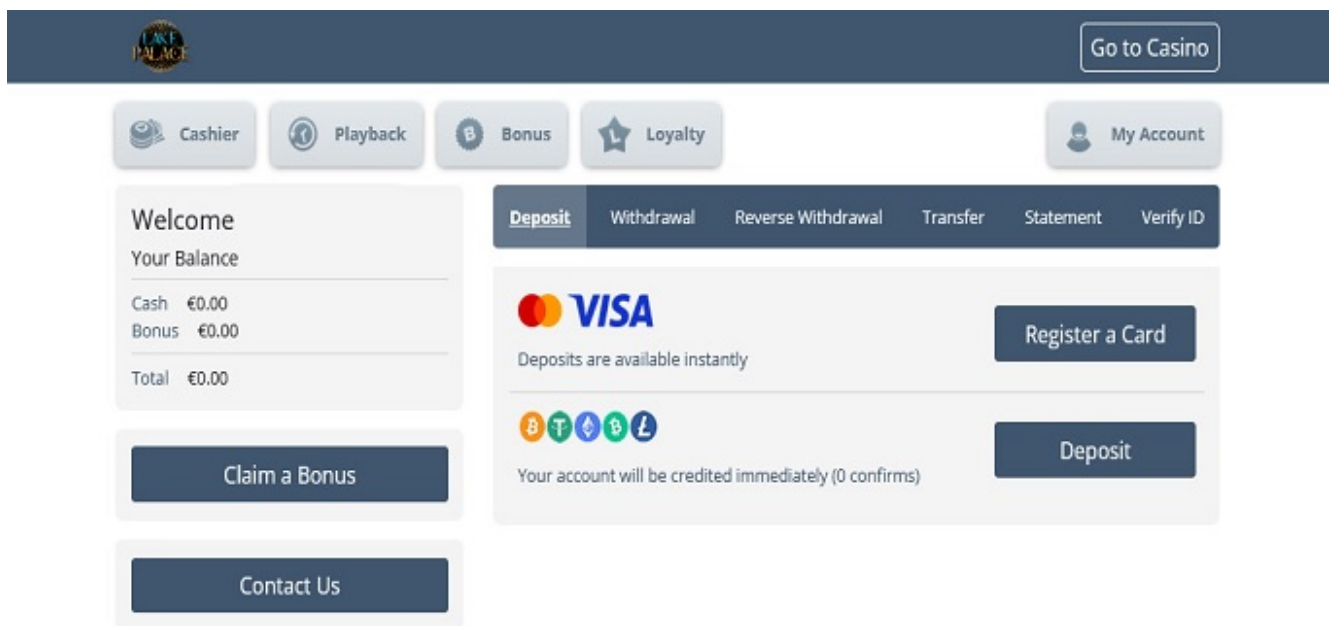 LAKE
PALACE
Go to Casino
Cashier
Playback
Bonus
Loyalty
My Account
Welcome
Your Balance
Cash €0.00
Bonus €0.00
Total €0.00
Claim a Bonus
Contact Us
Deposit Withdrawal Reverse Withdrawal Transfer Statement Verify ID
VISA
Deposits are available instantly
Register a Card
Your account will be credited immediately (0 confirms)
Deposit